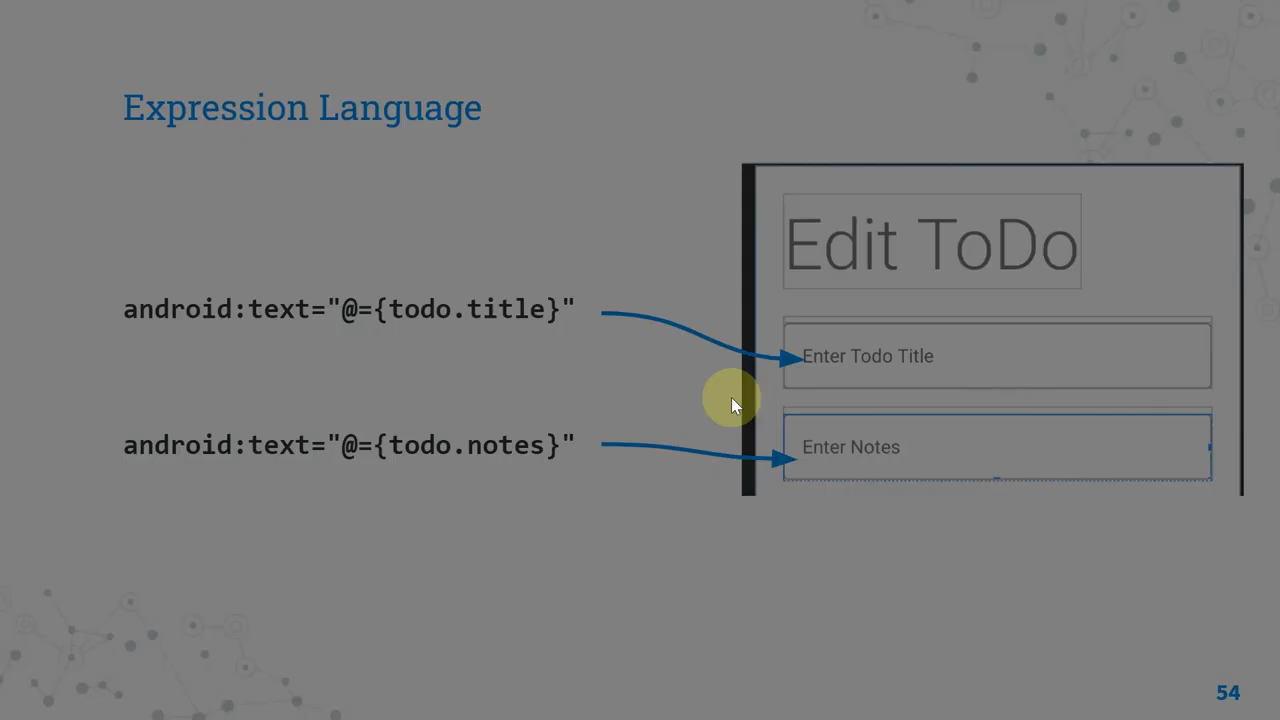 Expression Language
Edit ToDo
android:text="@={todo.title}"
Enter Todo Title
android:text="@={todo.notes}"
Enter Notes
54